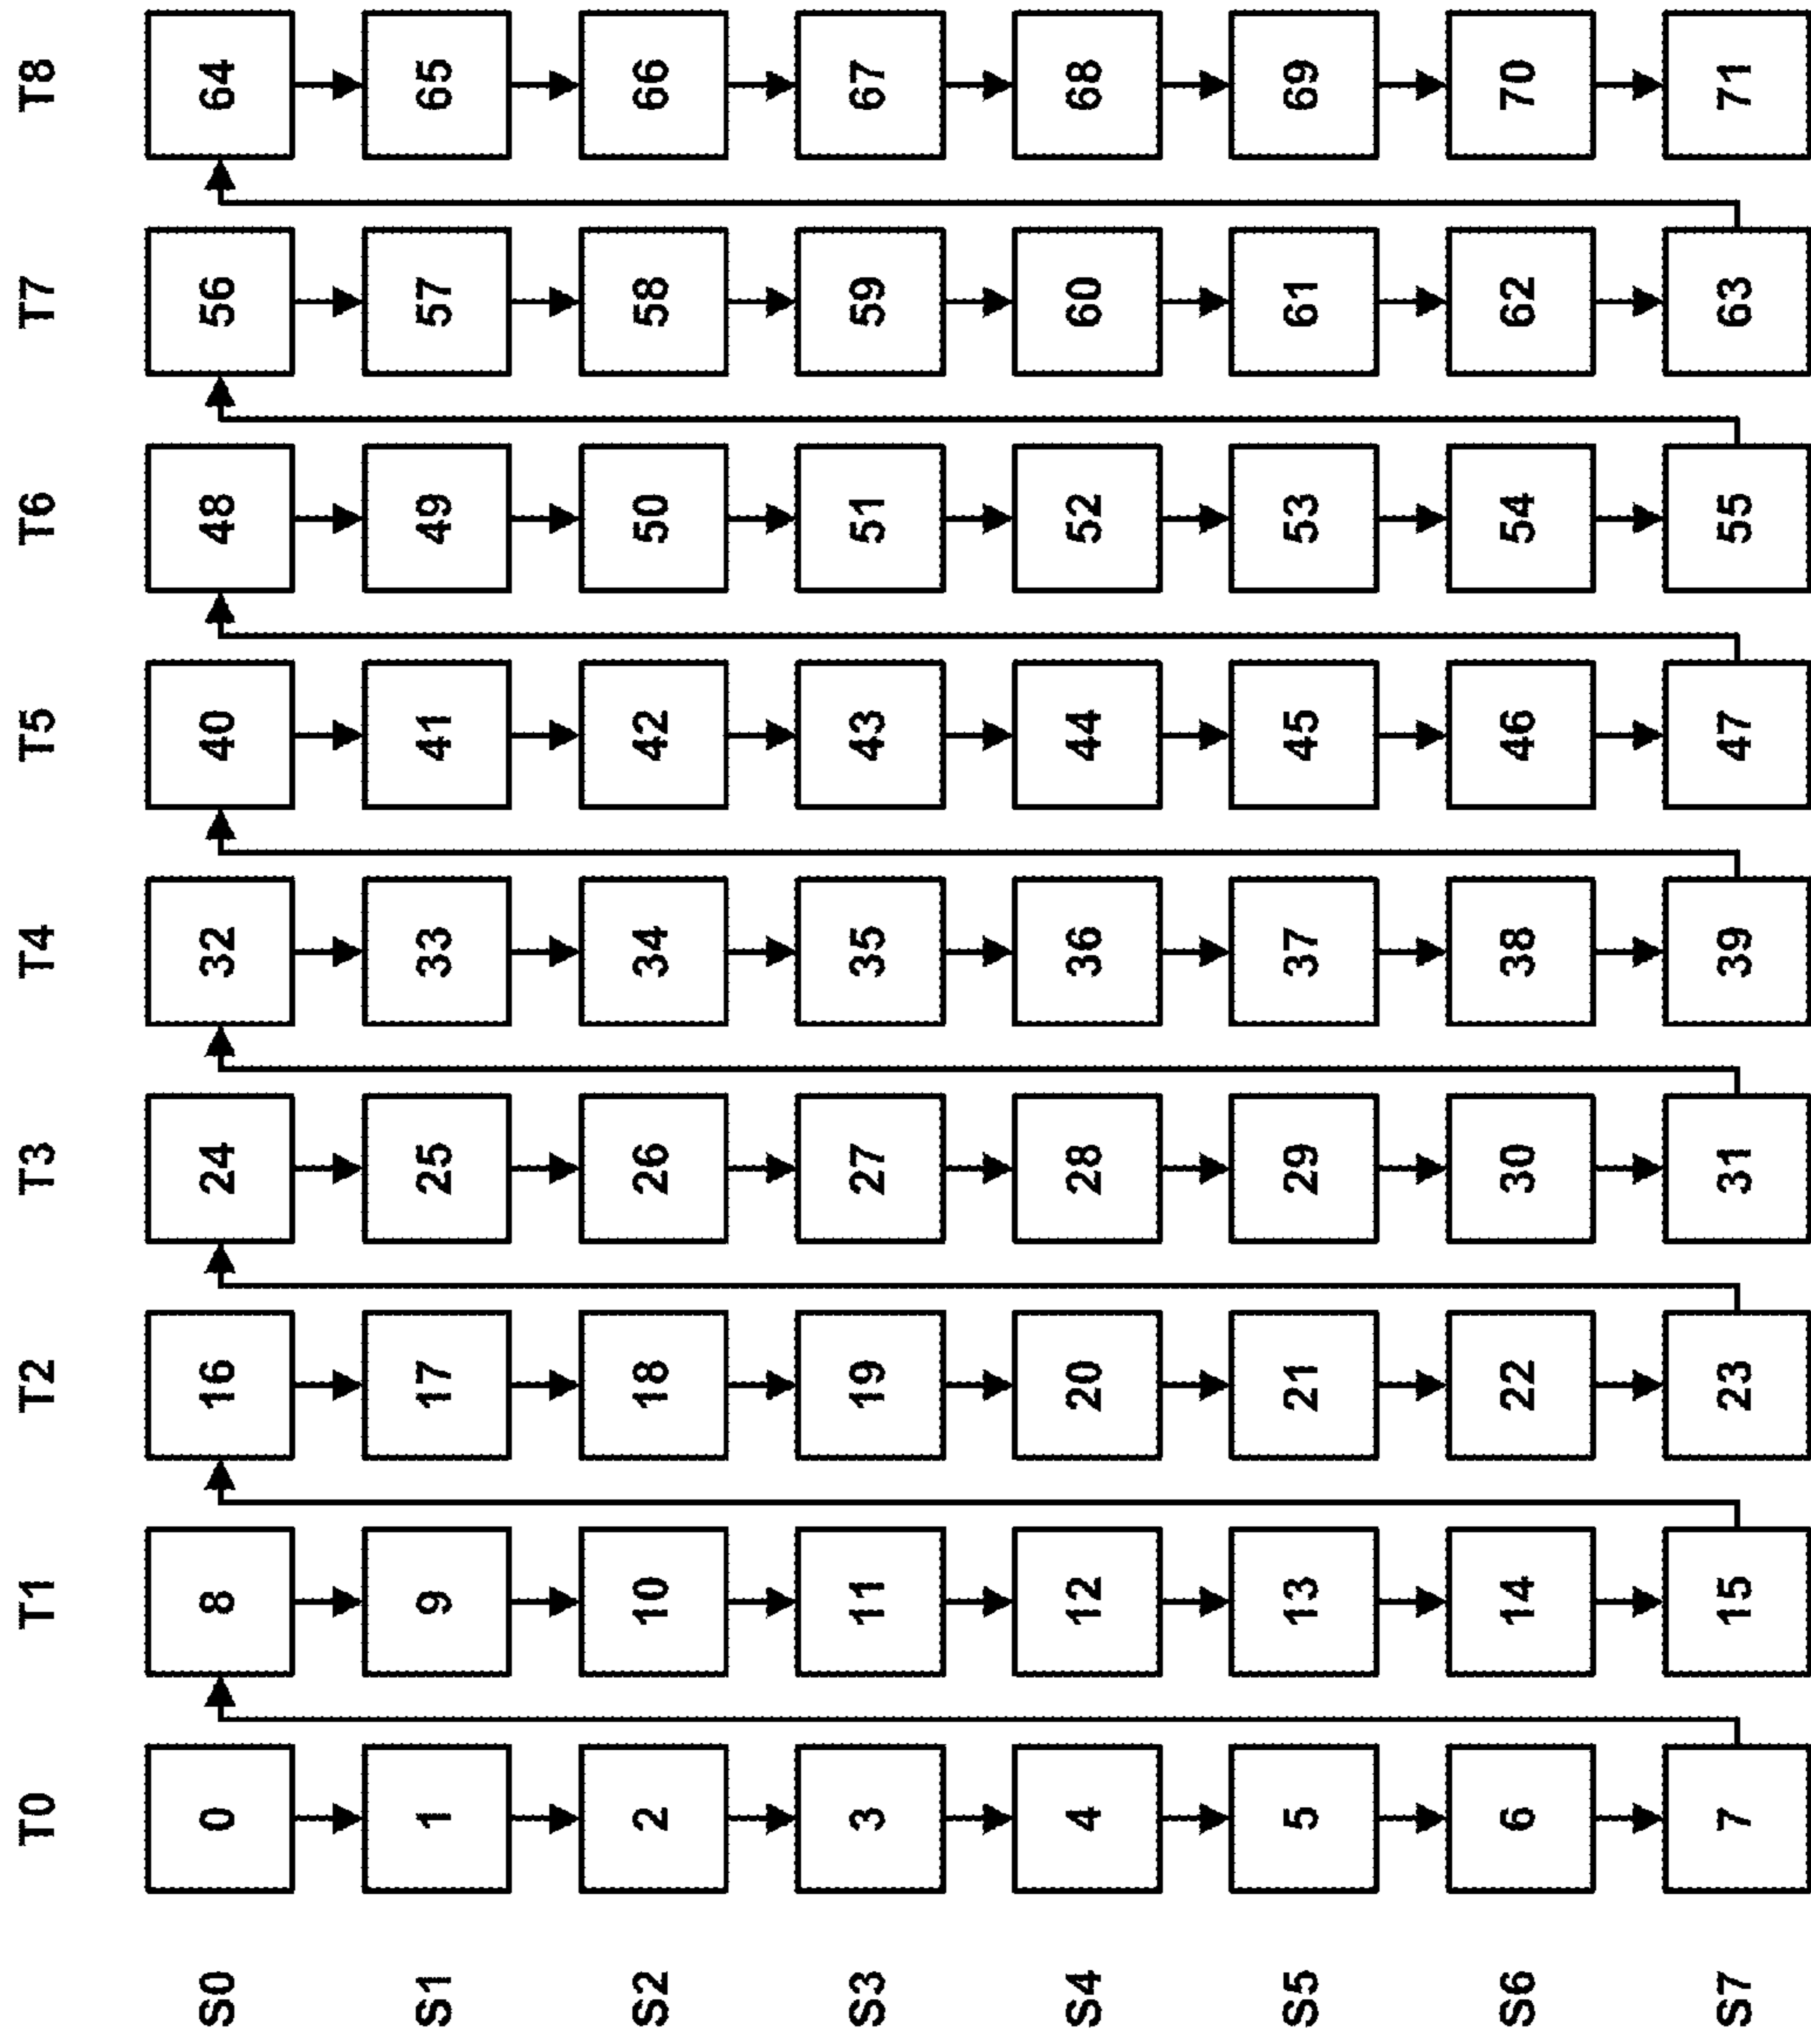 T0 T1 T2 T3 T4 T5 T6 T7 T8
S0 0 8 16 24 32 40 48 56 64
S1 1 9 17 25 33 41 49 57 65
S2 2 10 18 26 34 42 50 58 66
S3 3 11 19 27 35 43 51 59 67
S4 4 12 20 28 36 44 52 60 68
S5 5 13 21 29 37 45 53 61 69
S6 6 14 22 30 38 46 54 62 70
S7 7 15 23 31 39 47 55 63 71